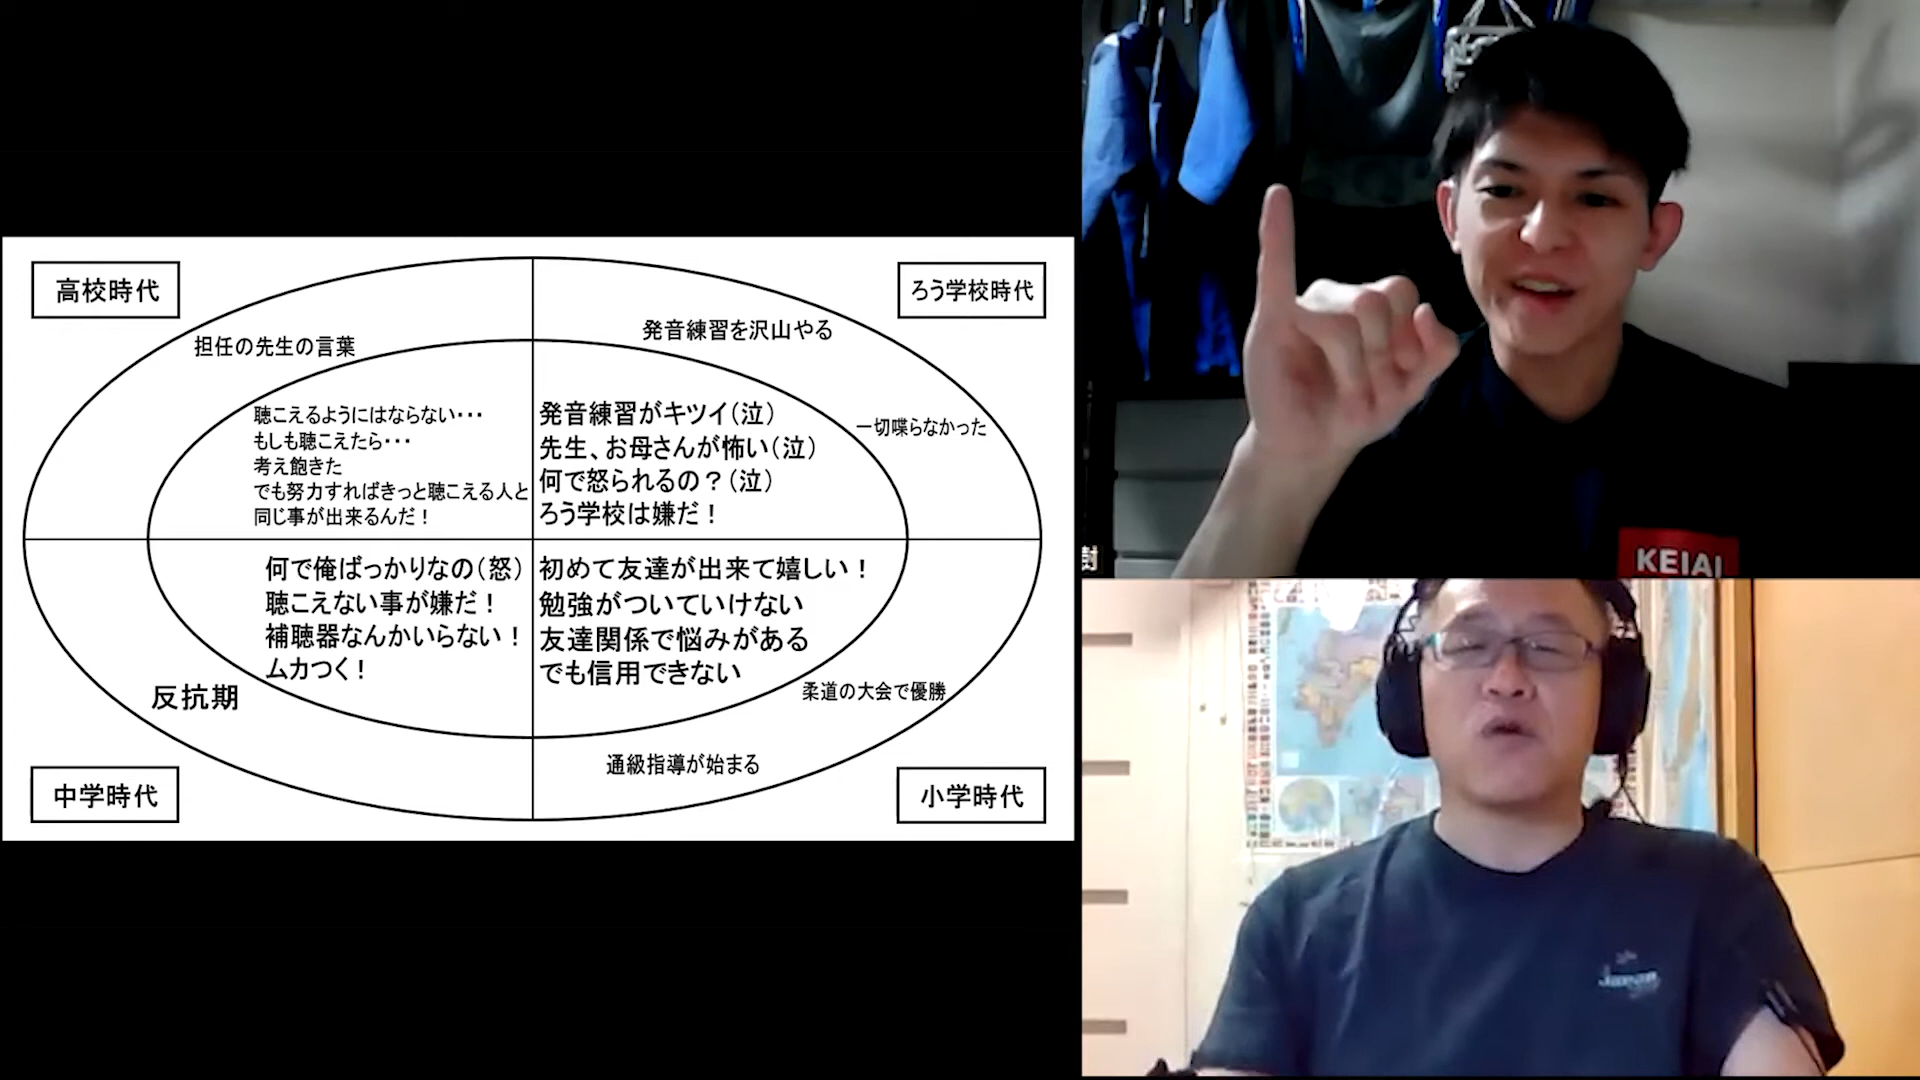 高校時代
ろう学校時代
担任の先生の言葉
発音練習を沢山やる
一切喋らなかった
聴こえるようにはならない・・・
もしも聴こえたら・・・
考え飽きた
でも努力すればきっと聴こえる人と
同じ事が出来るんだ！
発音練習がキツイ（泣）
先生、お母さんが怖い（泣）
何で怒られるの？（泣）
ろう学校は嫌だ！
何で俺ばっかりなの（怒）
聴こえない事が嫌だ！
補聴器なんかいらない！
ムカつく！
初めて友達が出来て嬉しい！
勉強がついていけない
友達関係で悩みがある
でも信用できない
反抗期
柔道の大会で優勝
通級指導が始まる
中学時代
小学時代
KEIAI
Japan